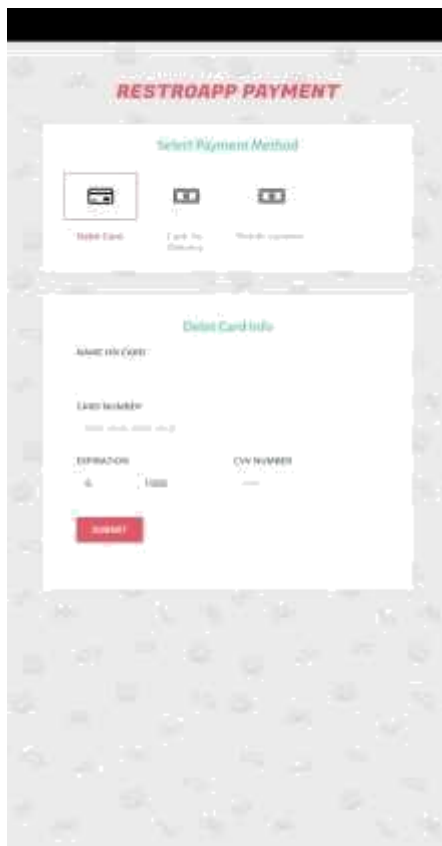 RESTROAPP PAYMENT
Select Payment Method
Debit Card
Cash On
Delivery
Debit Card Info
NAME ON CARD
CARD NUMBER
EXPIRATION
CVV NUMBER
SUBMIT